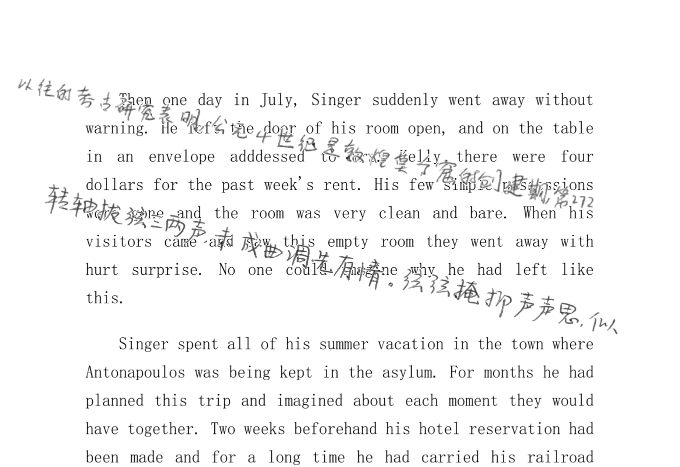 Then one day in July, Singer suddenly went away without
warning. He left the door of his room open, and on the table
in an envelope adddessed to Kelly, there were four
dollars for the past week's rent. His few simple possessions
were gone and the room was very clean and bare. When his
visitors came and saw this empty room they went away with
hurt surprise. No one could imagine why he had left like
this.
Singer spent all of his summer vacation in the town where
Antonapoulos was being kept in the asylum. For months he had
planned this trip and imagined about each moment they would
have together. Two weeks beforehand his hotel reservation had
been made and for a long time he had carried his railroad
以往的考古研究表明公元4世纪是敦煌莫高窟的创建期第272
转轴拨弦三两声未成曲调先有情。弦弦掩抑声声思,似